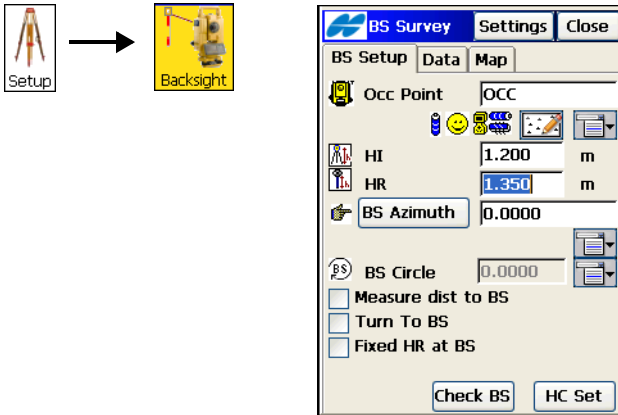 Setup
Backsight
BS Survey Settings Close
BS Setup Data Map
Occ Point OCC
HI 1.200 m
HR 1.350 m
BS Azimuth 0.0000
BS
BS Circle 0.0000
Measure dist to BS
Turn To BS
Fixed HR at BS
Check BS HC Set